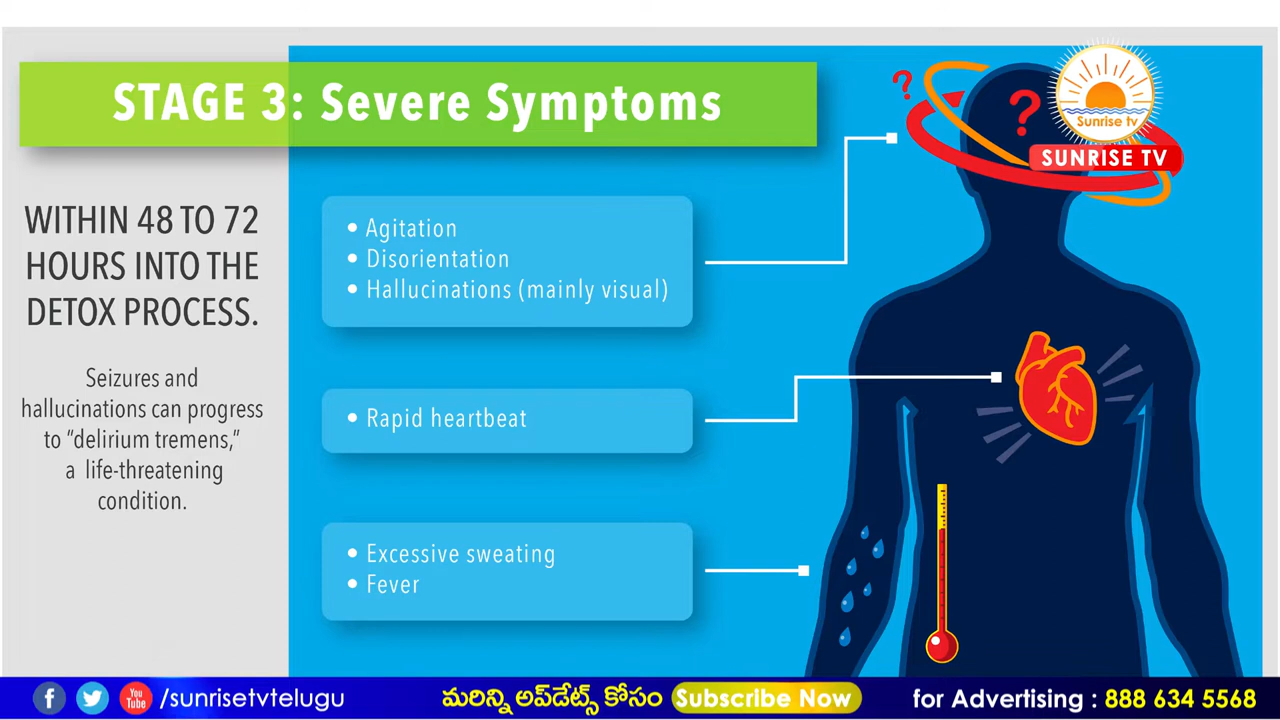 STAGE 3: Severe Symptoms
WITHIN 48 TO 72
HOURS INTO THE
DETOX PROCESS.
Seizures and
hallucinations can progress
to “delirium tremens,”
a life-threatening
condition.
• Agitation
• Disorientation
• Hallucinations (mainly visual)
• Rapid heartbeat
• Excessive sweating
• Fever
? ?
Sunrise tv
SUNRISE TV
f You Tube /sunrisetvtelugu
మరిన్ని అప్‌డేట్స్ కోసం Subscribe Now
for Advertising : 888 634 5568